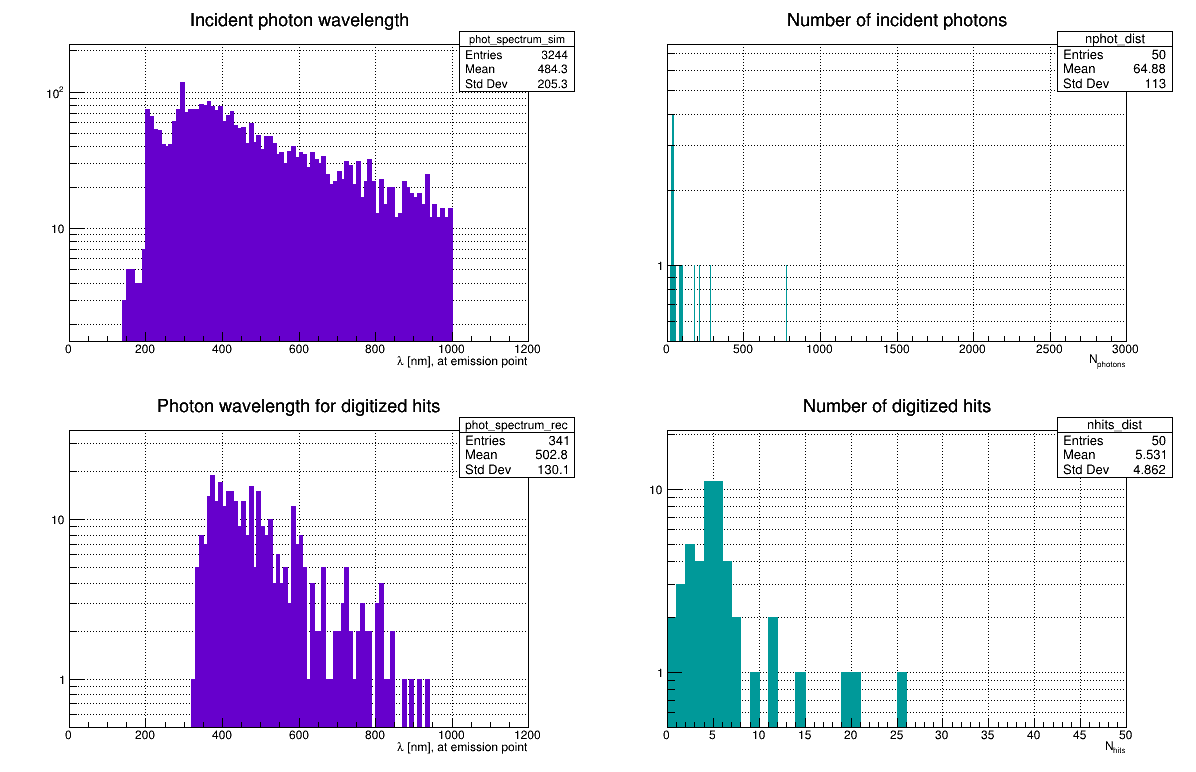 Incident photon wavelength
phot_spectrum_sim
Entries 3244
Mean 484.3
Std Dev 205.3
10²
10
0 200 400 600 800 1000 1200
λ [nm], at emission point
Number of incident photons
nphot_dist
Entries 50
Mean 64.88
Std Dev 113
1
0 500 1000 1500 2000 2500 3000
Nphotons
Photon wavelength for digitized hits
phot_spectrum_rec
Entries 341
Mean 502.8
Std Dev 130.1
10
1
0 200 400 600 800 1000 1200
λ [nm], at emission point
Number of digitized hits
nhits_dist
Entries 50
Mean 5.531
Std Dev 4.862
10
1
0 5 10 15 20 25 30 35 40 45 50
Nhits